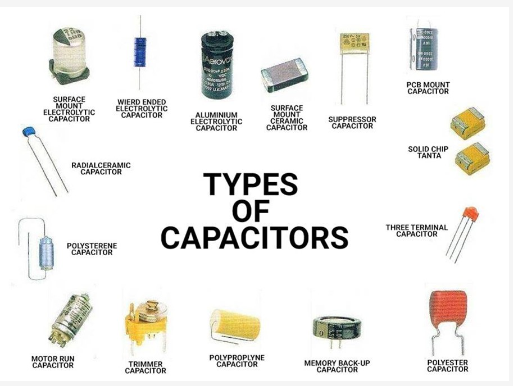 SURFACE
MOUNT
ELECTROLYTIC
CAPACITOR
WIERD ENDED
ELECTROLYTIC
CAPACITOR
ALUMINIUM
ELECTROLYTIC
CAPACITOR
SURFACE
MOUNT
CERAMIC
CAPACITOR
SUPPRESSOR
CAPACITOR
PCB MOUNT
CAPACITOR
RADIALCERAMIC
CAPACITOR
SOLID CHIP
TANTA
TYPES
OF
CAPACITORS
THREE TERMINAL
CAPACITOR
POLYSTERENE
CAPACITOR
MOTOR RUN
CAPACITOR
TRIMMER
CAPACITOR
POLYPROPLYNE
CAPACITOR
MEMORY BACK-UP
CAPACITOR
POLYESTER
CAPACITOR